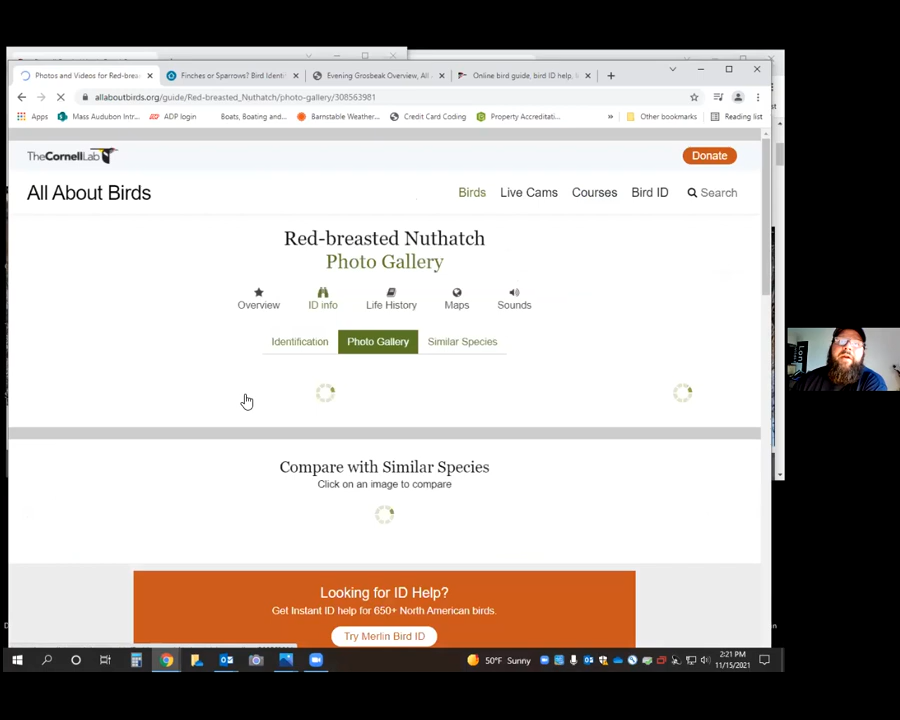 Photos and Videos for Red-brea Finches or Sparrows? Bird Identi Evening Grosbeak Overview, All Online bird guide, bird ID help,
allaboutbirds.org/guide/Red-breasted_Nuthatch/photo-gallery/308563981
Apps Mass Audubon Intr... ADP login Boats, Boating and... Barnstable Weather... Credit Card Coding Property Accreditati... » Other bookmarks Reading list
TheCornellLab Donate
All About Birds Birds Live Cams Courses Bird ID Search
Red-breasted Nuthatch
Photo Gallery
Overview ID info Life History Maps Sounds
Identification Photo Gallery Similar Species
Compare with Similar Species
Click on an image to compare
Looking for ID Help?
Get Instant ID help for 650+ North American birds.
Try Merlin Bird ID
50°F Sunny 2:21 PM
11/15/2021